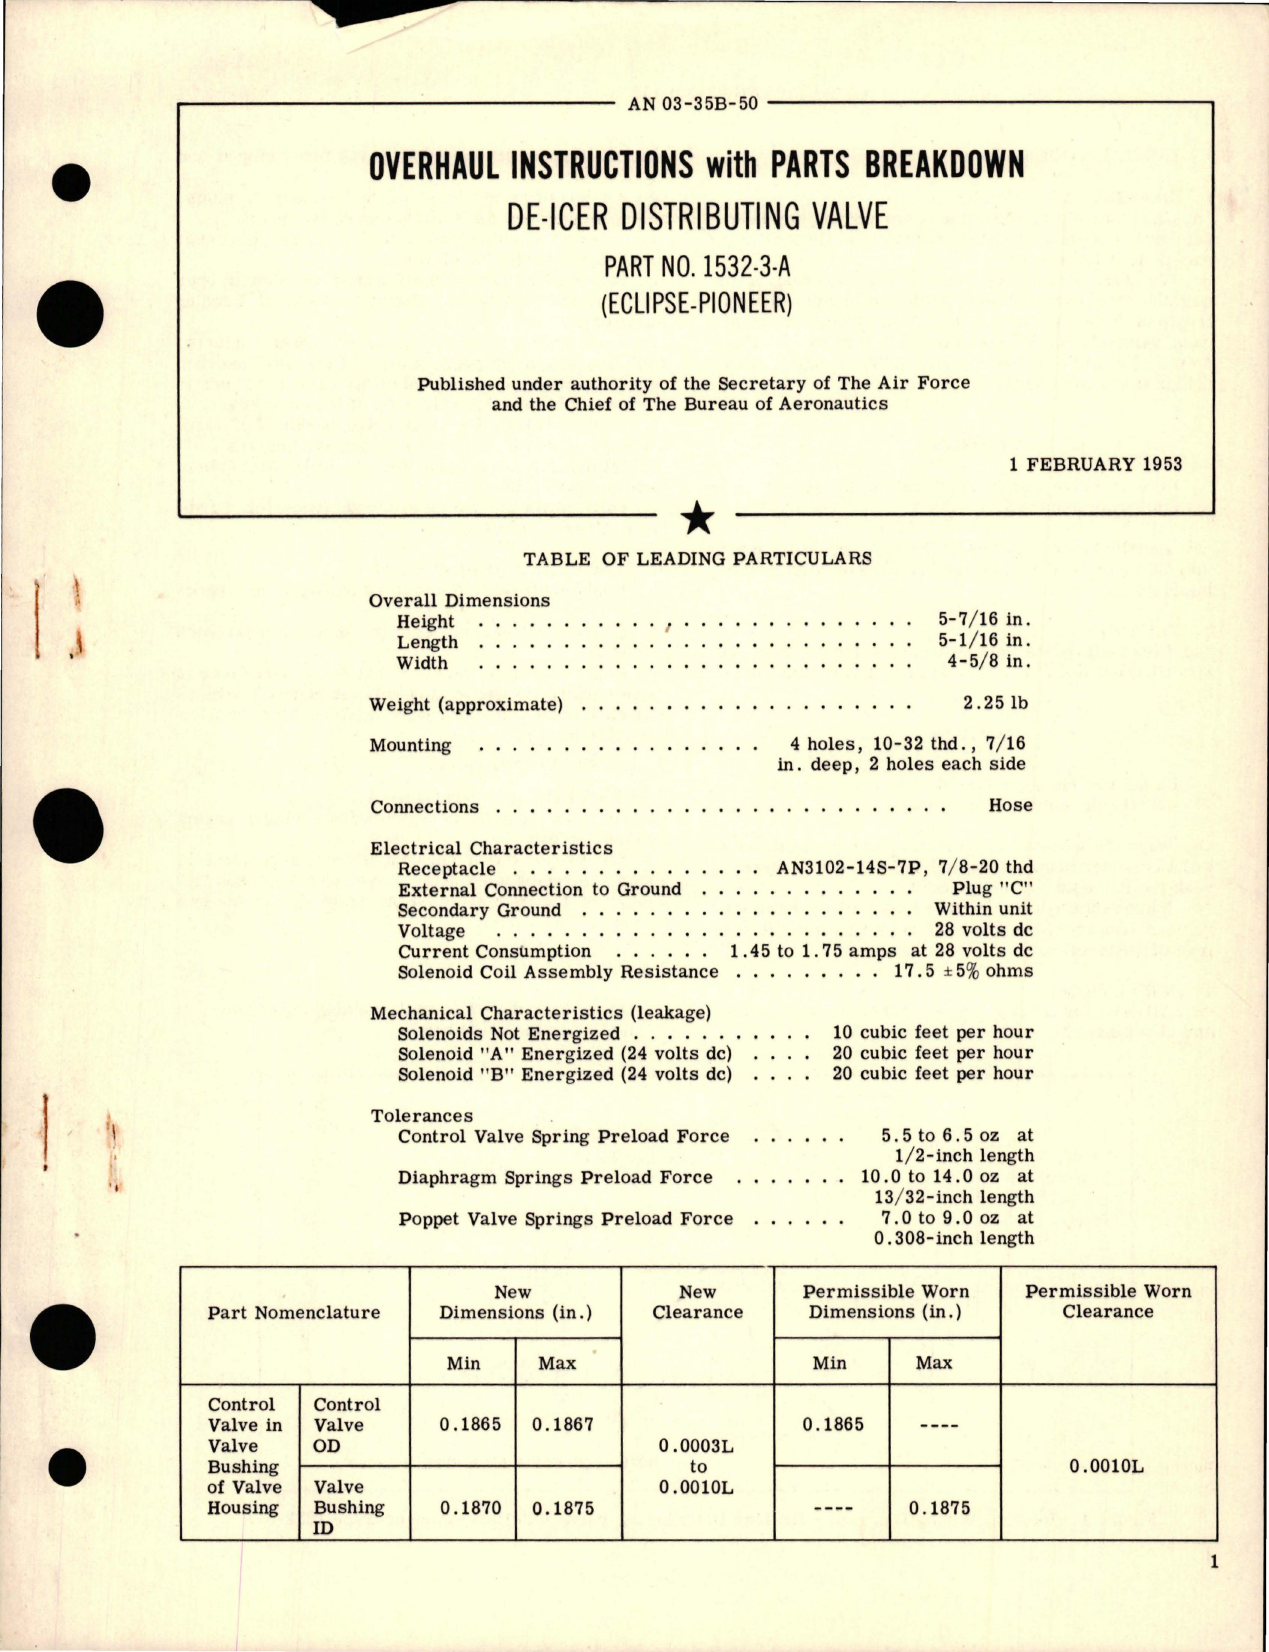 AN 03-35B-50
OVERHAUL INSTRUCTIONS with PARTS BREAKDOWN
DE-ICER DISTRIBUTING VALVE
PART NO. 1532-3-A
(ECLIPSE-PIONEER)
Published under authority of the Secretary of The Air Force
and the Chief of The Bureau of Aeronautics
1 FEBRUARY 1953
TABLE OF LEADING PARTICULARS
Overall Dimensions
Height . . . . . . . . . . . . . . . . . . . . . . . . . . 5-7/16 in.
Length . . . . . . . . . . . . . . . . . . . . . . . . . . 5-1/16 in.
Width . . . . . . . . . . . . . . . . . . . . . . . . . . 4-5/8 in.
Weight (approximate) . . . . . . . . . . . . . . . . . . . . 2.25 lb
Mounting . . . . . . . . . . . . . . . . . 4 holes, 10-32 thd., 7/16
in. deep, 2 holes each side
Connections . . . . . . . . . . . . . . . . . . . . . . . . . . . Hose
Electrical Characteristics
Receptacle . . . . . . . . . . . . . . . AN3102-14S-7P, 7/8-20 thd
External Connection to Ground . . . . . . . . . . . . . Plug "C"
Secondary Ground . . . . . . . . . . . . . . . . . . . . Within unit
Voltage . . . . . . . . . . . . . . . . . . . . . . . . . 28 volts dc
Current Consumption . . . . . . 1.45 to 1.75 amps at 28 volts dc
Solenoid Coil Assembly Resistance . . . . . . . . . 17.5 ±5% ohms
Mechanical Characteristics (leakage)
Solenoids Not Energized . . . . . . . . . . . 10 cubic feet per hour
Solenoid "A" Energized (24 volts dc) . . . . 20 cubic feet per hour
Solenoid "B" Energized (24 volts dc) . . . . 20 cubic feet per hour
Tolerances
Control Valve Spring Preload Force . . . . . . 5.5 to 6.5 oz at
1/2-inch length
Diaphragm Springs Preload Force . . . . . . . 10.0 to 14.0 oz at
13/32-inch length
Poppet Valve Springs Preload Force . . . . . . 7.0 to 9.0 oz at
0.308-inch length
Part Nomenclature
New
Dimensions (in.)
New
Clearance
Permissible Worn
Dimensions (in.)
Permissible Worn
Clearance
Min Max Min Max
Control
Valve in
Valve
Bushing
of Valve
Housing
Control
Valve
OD
0.1865 0.1867
0.0003L
to
0.0010L
0.1865 ----
0.0010L
Valve
Bushing
ID
0.1870 0.1875
---- 0.1875
1